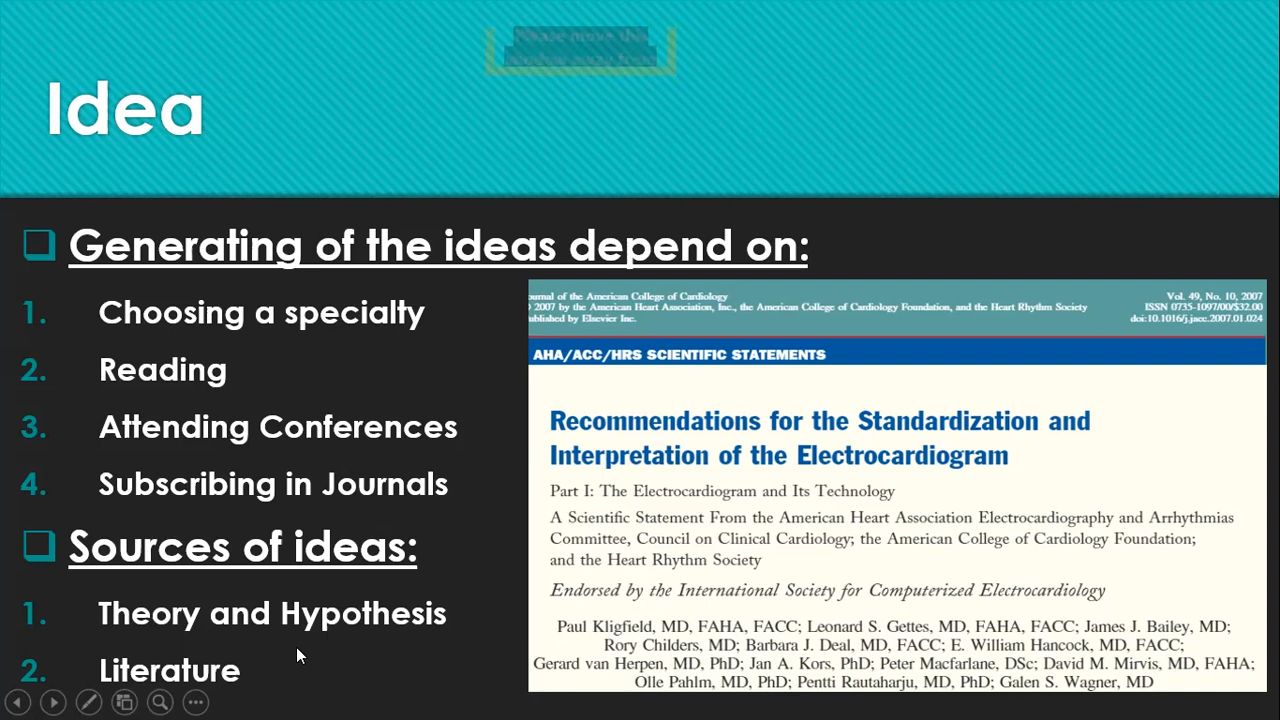 Please move this
window away from
Idea
Generating of the ideas depend on:
1. Choosing a specialty
2. Reading
3. Attending Conferences
4. Subscribing in Journals
Sources of ideas:
1. Theory and Hypothesis
2. Literature
of the American College of Cardiology
2007 by the American Heart Association, Inc., the American College of Cardiology Foundation, and the Heart Rhythm Society
by Elsevier Inc.
Vol. 49, No. 10, 2007
ISSN 0735-1097/00/$32.00
doi:10.1016/j.jacc.2007.01.024
AHA/ACC/HRS SCIENTIFIC STATEMENTS
Recommendations for the Standardization and
Interpretation of the Electrocardiogram
Part I: The Electrocardiogram and Its Technology
A Scientific Statement From the American Heart Association Electrocardiography and Arrhythmias
Committee, Council on Clinical Cardiology; the American College of Cardiology Foundation;
and the Heart Rhythm Society
Endorsed by the International Society for Computerized Electrocardiology
Paul Kligfield, MD, FAHA, FACC; Leonard S. Gettes, MD, FAHA, FACC; James J. Bailey, MD;
Rory Childers, MD; Barbara J. Deal, MD, FACC; E. William Hancock, MD, FACC;
Gerard van Herpen, MD, PhD; Jan A. Kors, PhD; Peter Macfarlane, DSc; David M. Mirvis, MD, FAHA;
Olle Pahlm, MD, PhD; Pentti Rautaharju, MD, PhD; Galen S. Wagner, MD